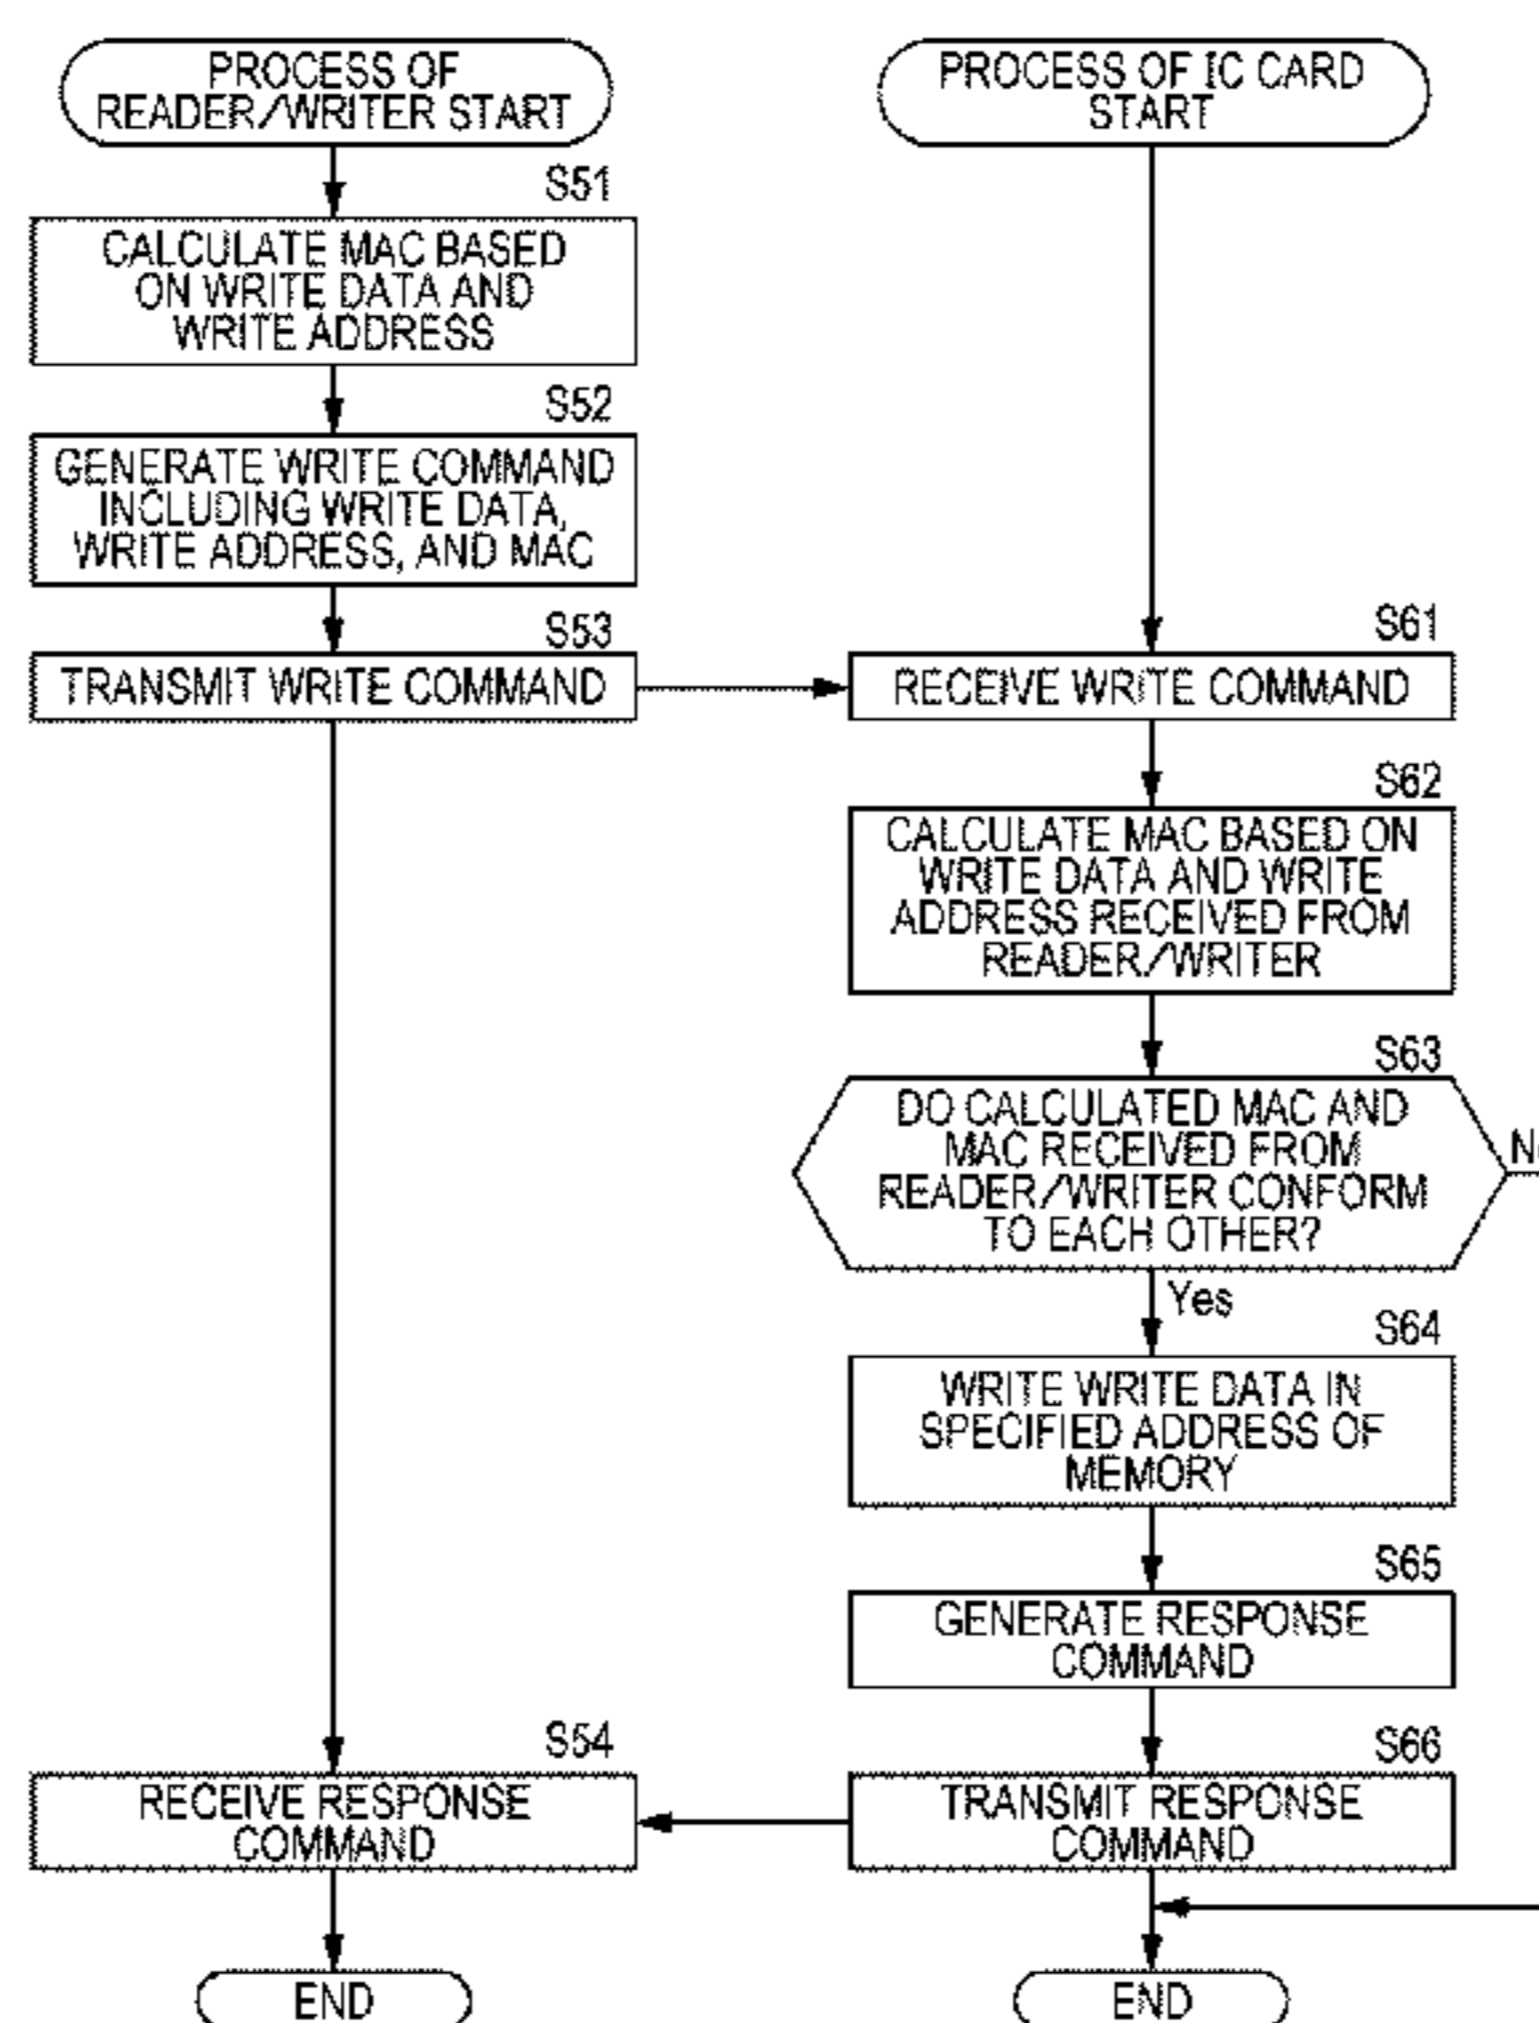 PROCESS OF
READER/WRITER START
S51
CALCULATE MAC BASED
ON WRITE DATA AND
WRITE ADDRESS
S52
GENERATE WRITE COMMAND
INCLUDING WRITE DATA,
WRITE ADDRESS, AND MAC
S53
TRANSMIT WRITE COMMAND
S54
RECEIVE RESPONSE
COMMAND
END
PROCESS OF IC CARD
START
S61
RECEIVE WRITE COMMAND
S62
CALCULATE MAC BASED ON
WRITE DATA AND WRITE
ADDRESS RECEIVED FROM
READER/WRITER
S63
DO CALCULATED MAC AND
MAC RECEIVED FROM
READER/WRITER CONFORM
TO EACH OTHER?
Yes
S64
WRITE WRITE DATA IN
SPECIFIED ADDRESS OF
MEMORY
S65
GENERATE RESPONSE
COMMAND
S66
TRANSMIT RESPONSE
COMMAND
END